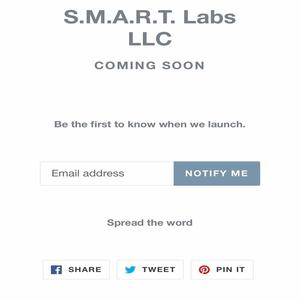 S.M.A.R.T. Labs
LLC
COMING SOON
Be the first to know when we launch.
Email address
NOTIFY ME
Spread the word
SHARE
TWEET
PIN IT